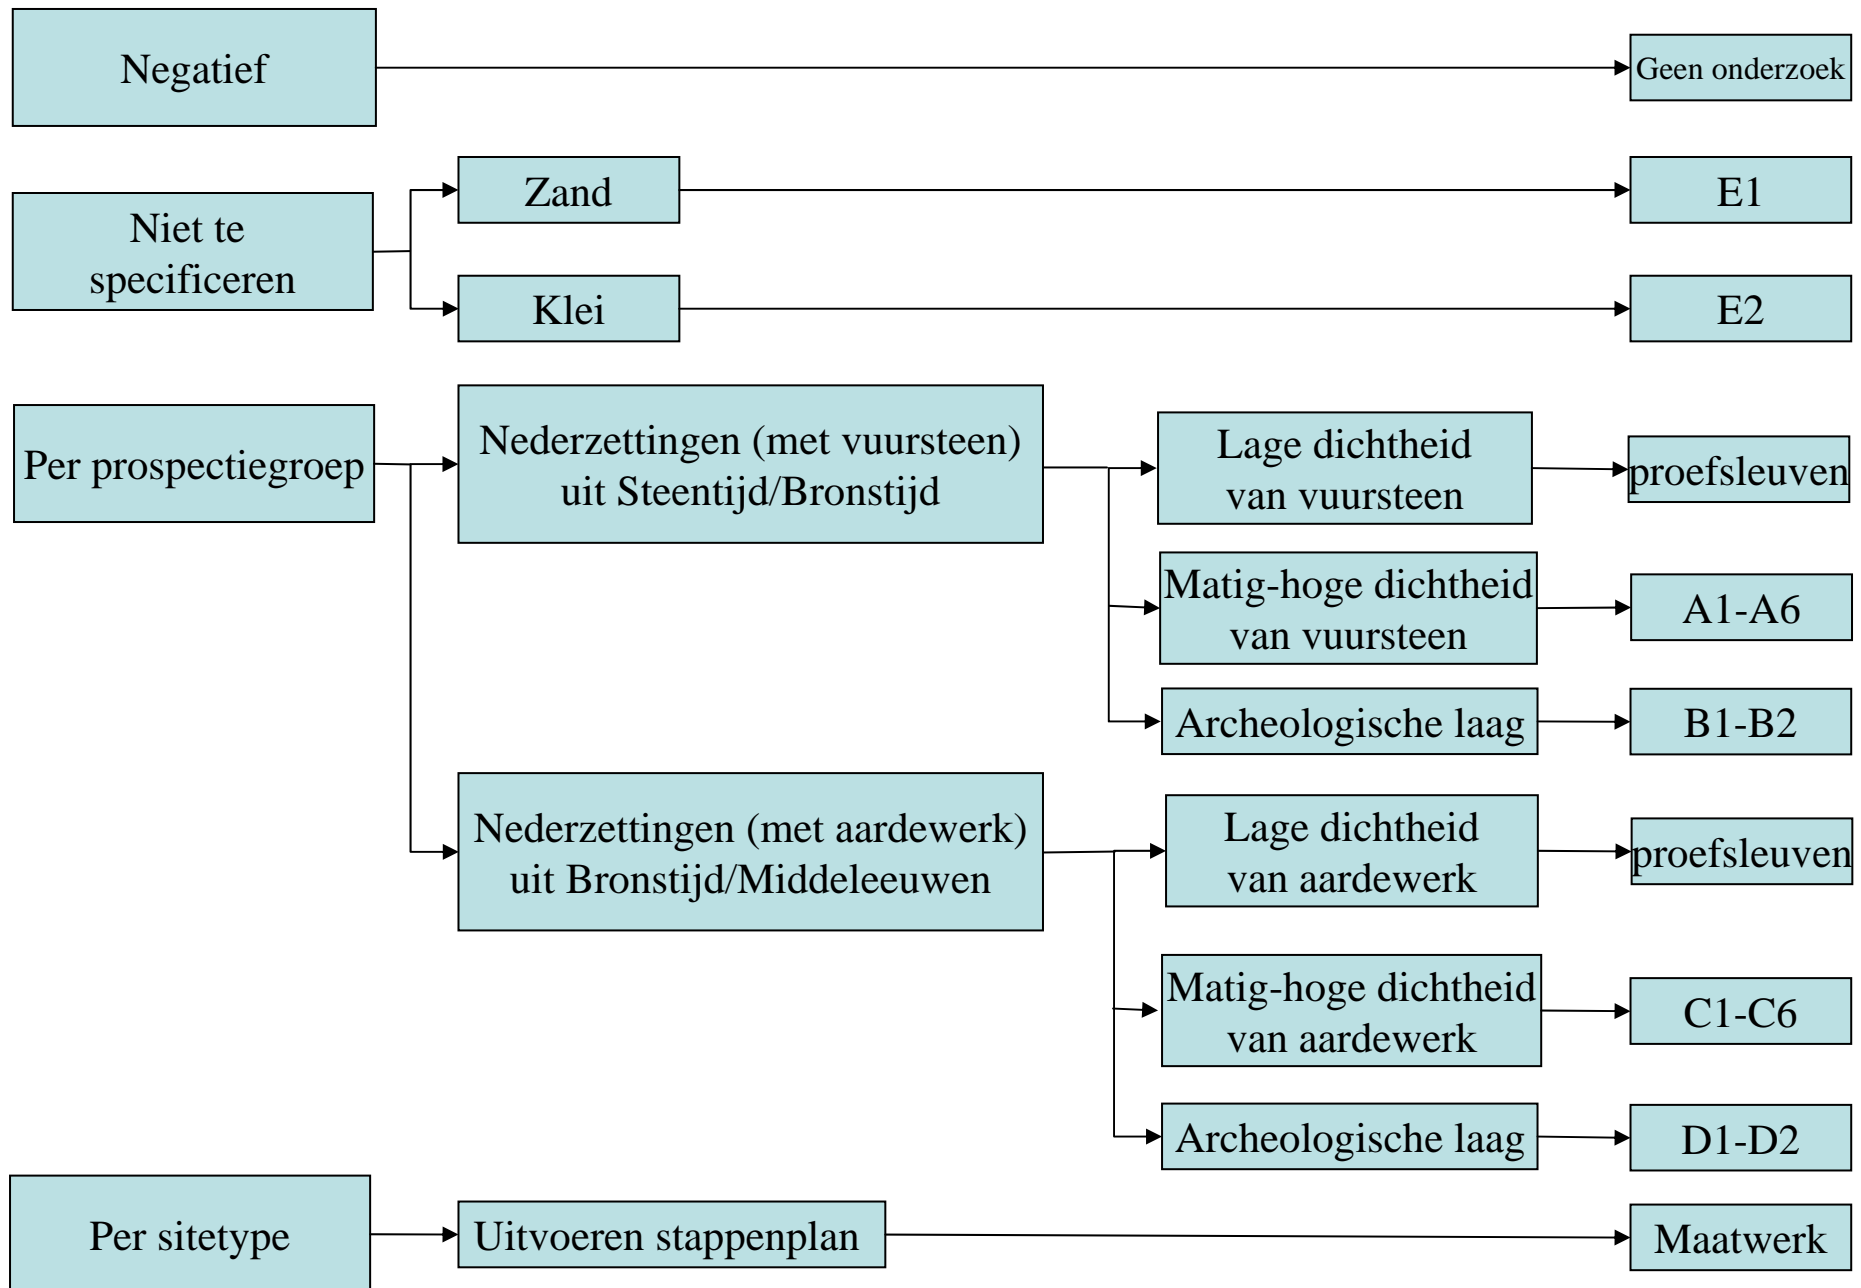 Negatief
Geen onderzoek
Zand
E1
Niet te
specificeren
Klei
E2
Per prospectiegroep
Nederzettingen (met vuursteen)
uit Steentijd/Bronstijd
Lage dichtheid
van vuursteen
proefsleuven
Matig-hoge dichtheid
van vuursteen
A1-A6
Archeologische laag
B1-B2
Nederzettingen (met aardewerk)
uit Bronstijd/Middeleeuwen
Lage dichtheid
van aardewerk
proefsleuven
Matig-hoge dichtheid
van aardewerk
C1-C6
Archeologische laag
D1-D2
Per sitetype
Uitvoeren stappenplan
Maatwerk